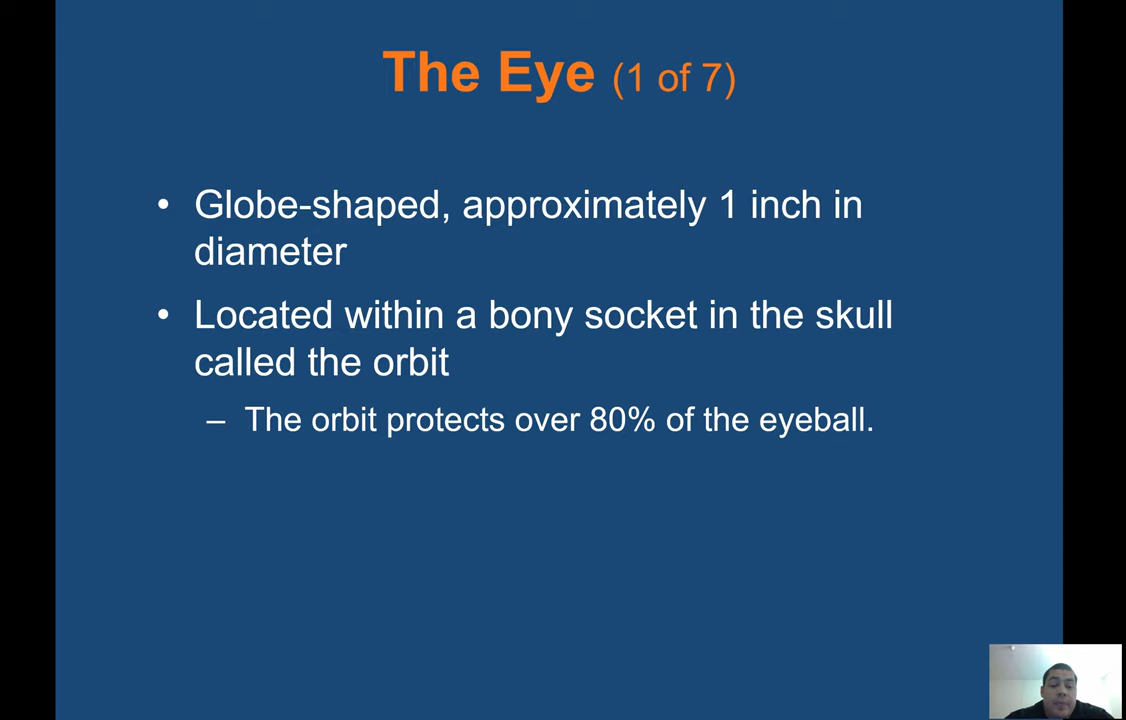 The Eye (1 of 7)
• Globe-shaped, approximately 1 inch in
diameter
• Located within a bony socket in the skull
called the orbit
– The orbit protects over 80% of the eyeball.